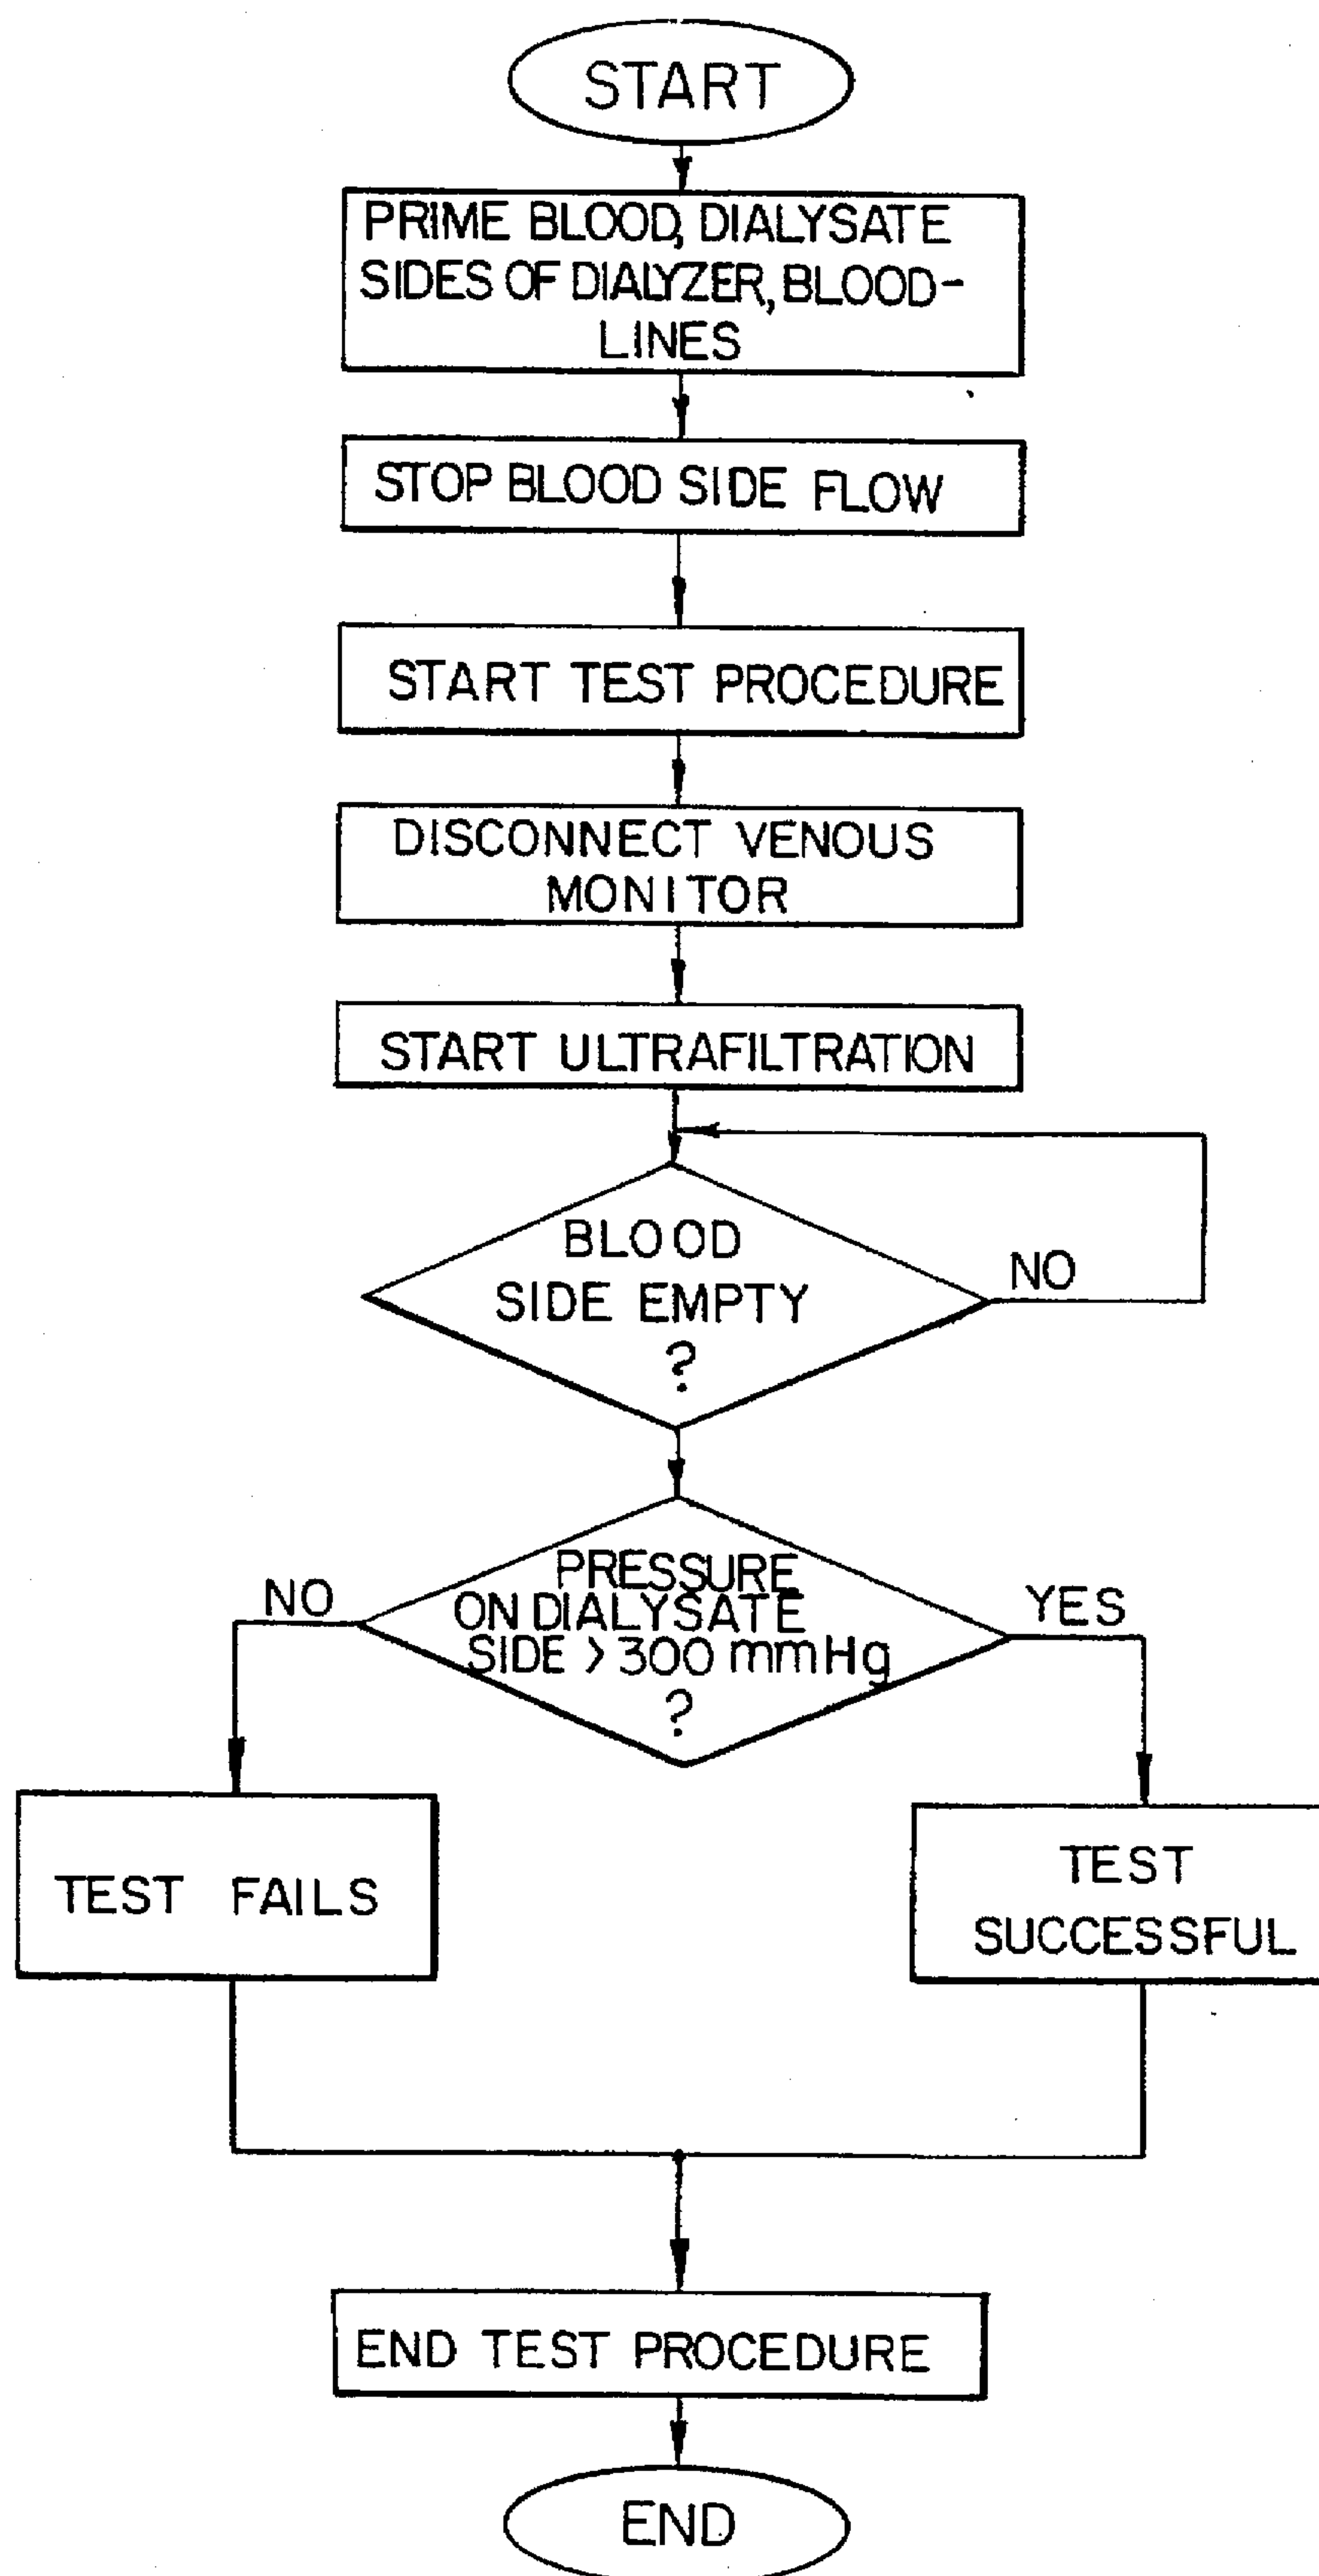 START
PRIME BLOOD, DIALYSATE
SIDES OF DIALYZER, BLOOD-
LINES
STOP BLOOD SIDE FLOW
START TEST PROCEDURE
DISCONNECT VENOUS
MONITOR
START ULTRAFILTRATION
BLOOD
SIDE EMPTY
?
NO
PRESSURE
ON DIALYSATE
SIDE > 300 mmHg
?
NO
YES
TEST FAILS
TEST
SUCCESSFUL
END TEST PROCEDURE
END